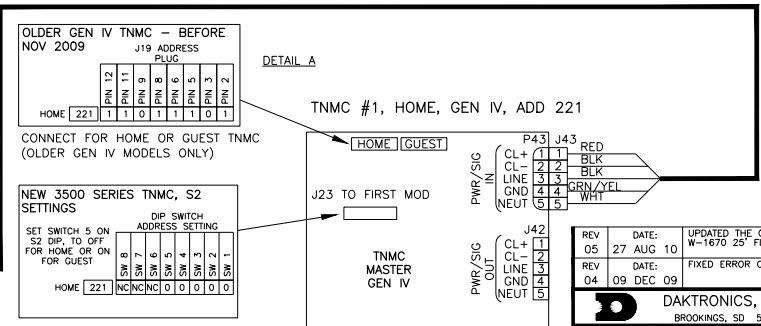 OLDER GEN IV TNMC – BEFORE
NOV 2009
J19 ADDRESS
PLUG
PIN 12 PIN 11 PIN 9 PIN 8 PIN 6 PIN 5 PIN 3 PIN 2
HOME 221 1 1 0 1 1 1 0 1
CONNECT FOR HOME OR GUEST TNMC
(OLDER GEN IV MODELS ONLY)
DETAIL A
NEW 3500 SERIES TNMC, S2
SETTINGS
SET SWITCH 5 ON
S2 DIP, TO OFF
FOR HOME OR ON
FOR GUEST
DIP SWITCH
ADDRESS SETTING
SW 8 SW 7 SW 6 SW 5 SW 4 SW 3 SW 2 SW 1
HOME 221 NC NC NC 0 0 0 0 0
TNMC #1, HOME, GEN IV, ADD 221
HOME GUEST
J23 TO FIRST MOD
TNMC
MASTER
GEN IV
P43 J43
PWR/SIG
IN
CL+ 1 1 RED
CL- 2 2 BLK
LINE 3 3 BLK
GND 4 4 GRN/YEL
NEUT 5 5 WHT
J42
PWR/SIG
OUT
CL+ 1
CL- 2
LINE 3
GND 4
NEUT 5
REV DATE: UPDATED THE
05 27 AUG 10 W-1670 25'
REV DATE: FIXED ERROR
04 09 DEC 09
DAKTRONICS,
BROOKINGS, SD 5